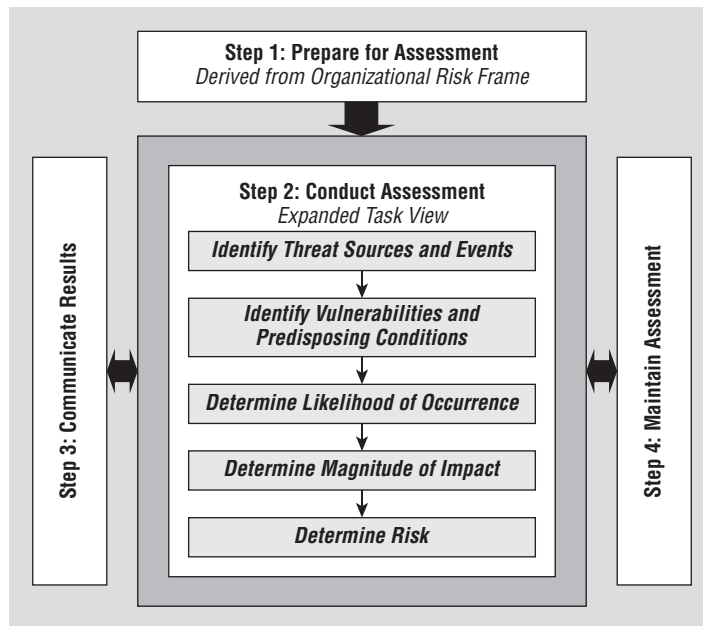 Step 1: Prepare for Assessment
Derived from Organizational Risk Frame
Step 2: Conduct Assessment
Expanded Task View
Identify Threat Sources and Events
Identify Vulnerabilities and
Predisposing Conditions
Determine Likelihood of Occurrence
Determine Magnitude of Impact
Determine Risk
Step 3: Communicate Results
Step 4: Maintain Assessment